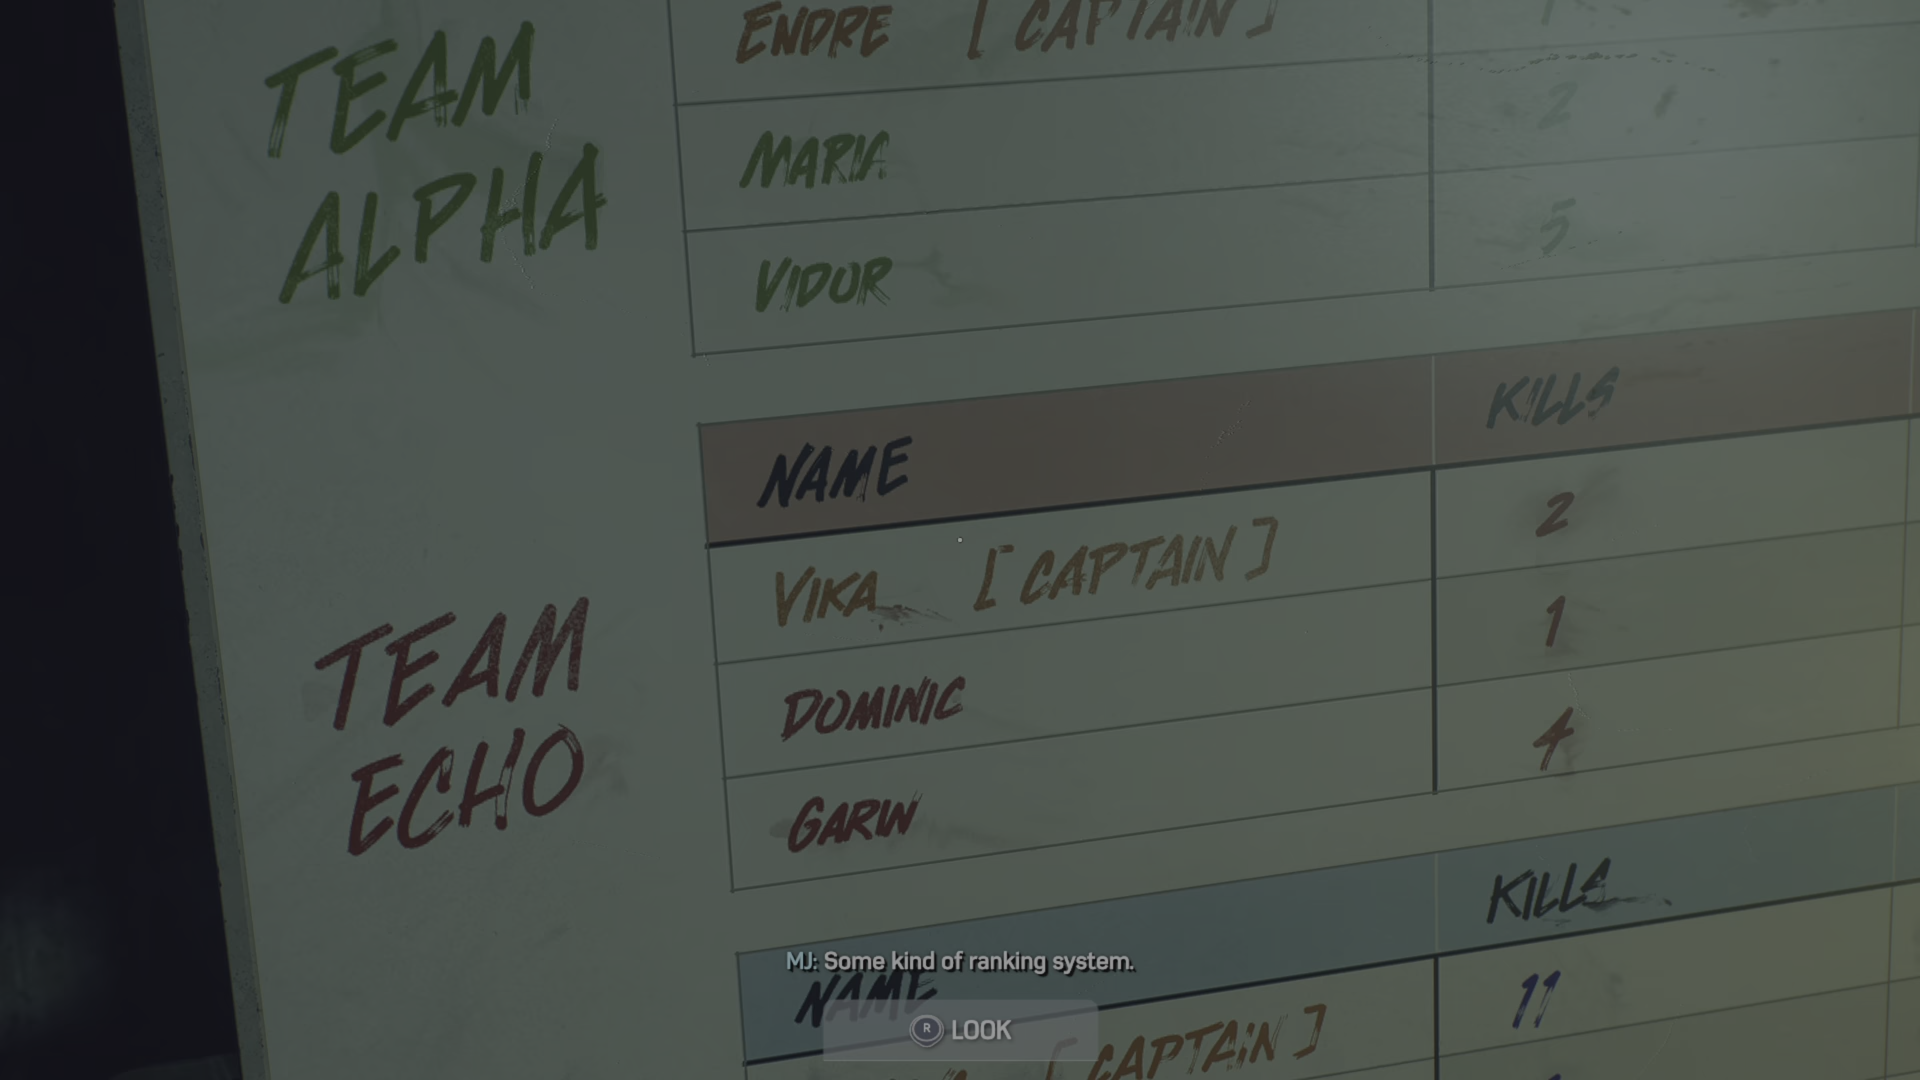 TEAM
ALPHA
ENDRE [CAPTAIN]
MARIA 2
VIDOR 5
TEAM
ECHO
NAME KILLS
VIKA [CAPTAIN] 2
DOMINIC 1
GARIN 4
NAME KILLS
[CAPTAIN] 11
MJ: Some kind of ranking system.
R LOOK